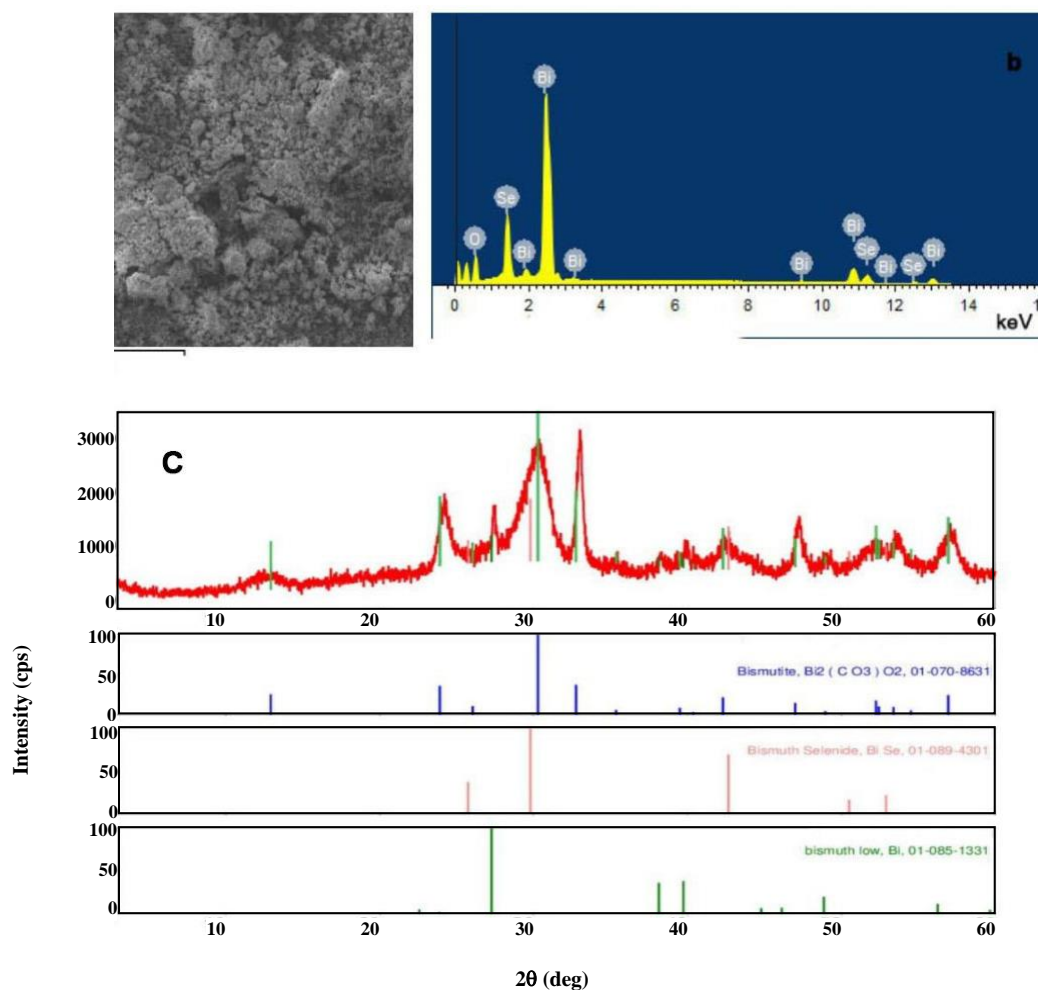 b
Bi
Se
O
Bi
Bi
Bi
Bi
Se
Bi
Se
Bi
0 2 4 6 8 10 12 14
keV
C
3000
2000
1000
0
10 20 30 40 50 60
Intensity (cps)
100
50
0
Bismutite, Bi2 ( C O3 ) O2, 01-070-8631
100
50
0
Bismuth Selenide, Bi Se, 01-089-4301
100
50
0
bismuth low, Bi, 01-085-1331
10 20 30 40 50 60
2θ (deg)